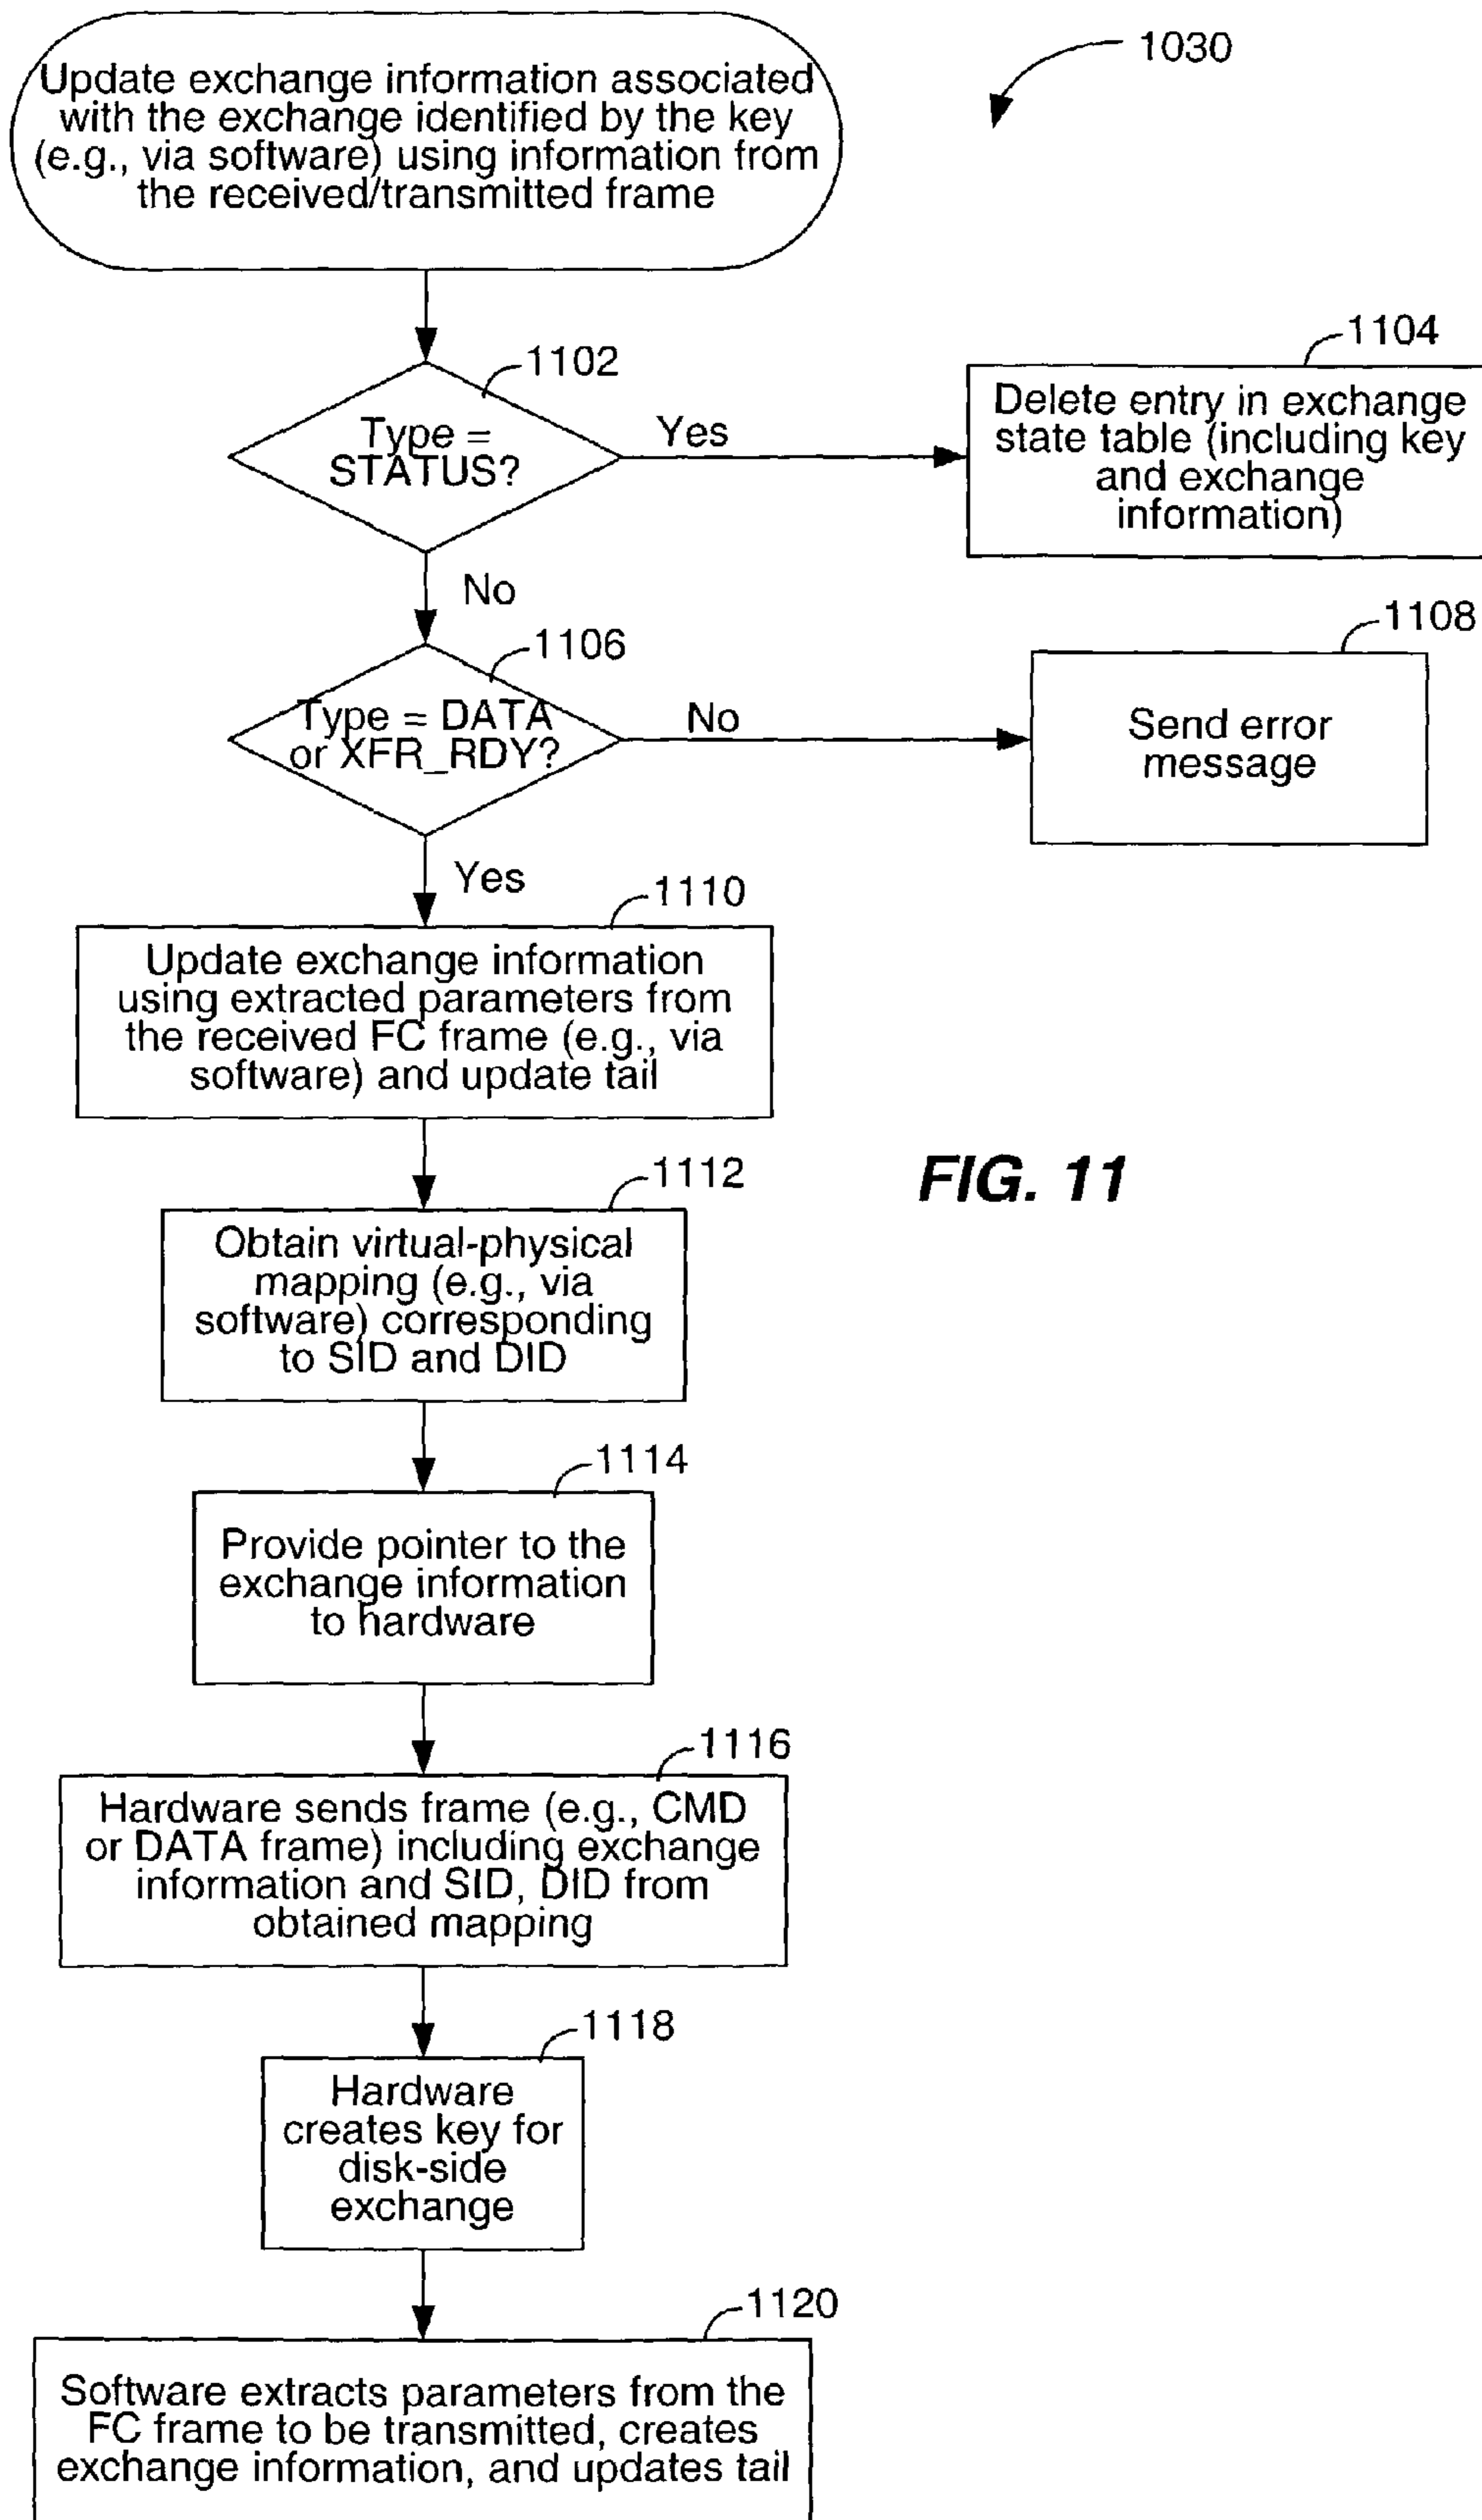 1030
Update exchange information associated
with the exchange identified by the key
(e.g., via software) using information from
the received/transmitted frame
1102
Type =
STATUS?
Yes
1104
Delete entry in exchange
state table (including key
and exchange
information)
No
1106
Type = DATA
or XFR_RDY?
No
1108
Send error
message
Yes
1110
Update exchange information
using extracted parameters from
the received FC frame (e.g., via
software) and update tail
FIG. 11
1112
Obtain virtual-physical
mapping (e.g., via
software) corresponding
to SID and DID
1114
Provide pointer to the
exchange information
to hardware
1116
Hardware sends frame (e.g., CMD
or DATA frame) including exchange
information and SID, DID from
obtained mapping
1118
Hardware
creates key for
disk-side
exchange
1120
Software extracts parameters from the
FC frame to be transmitted, creates
exchange information, and updates tail